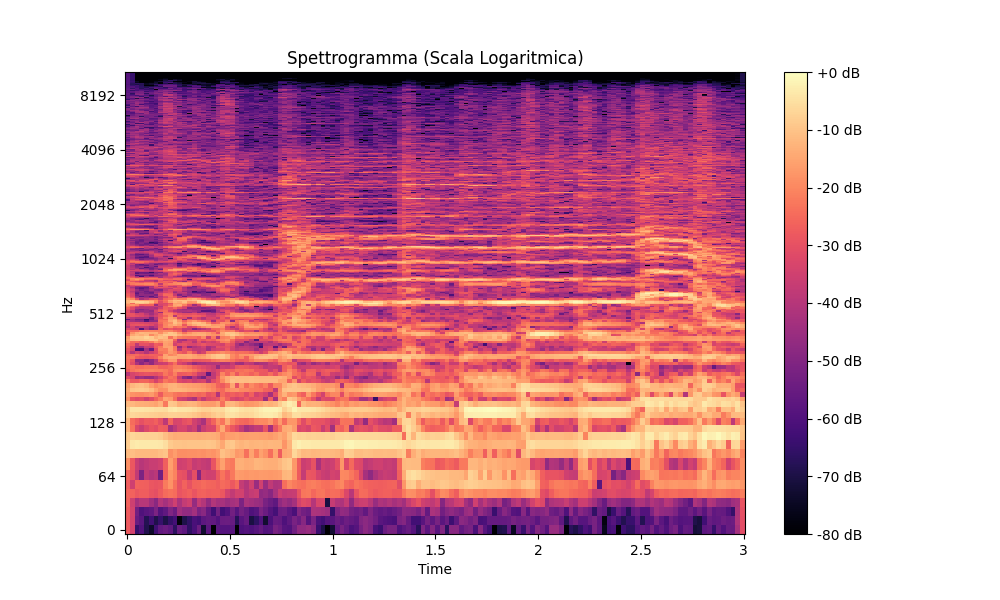 Spettrogramma (Scala Logaritmica)
Hz
8192
4096
2048
1024
512
256
128
64
0
0
0.5
1
1.5
2
2.5
3
Time
+0 dB
-10 dB
-20 dB
-30 dB
-40 dB
-50 dB
-60 dB
-70 dB
-80 dB